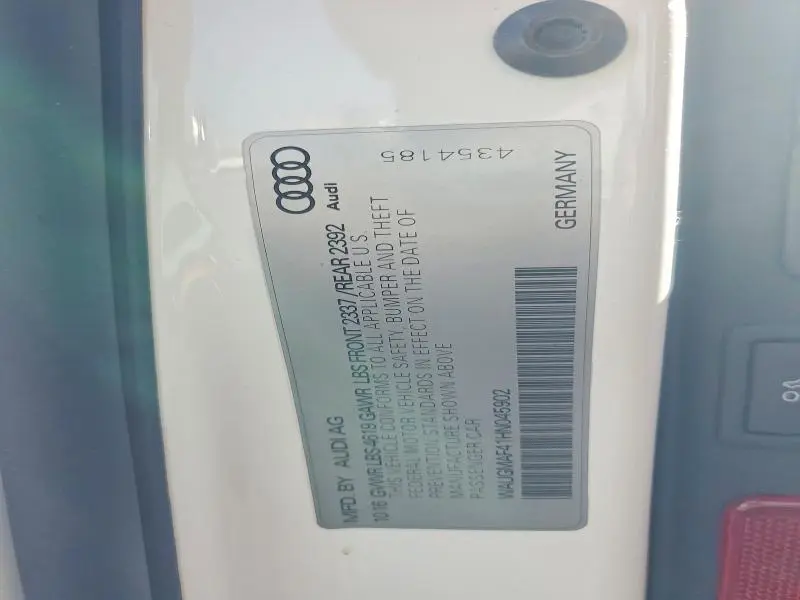 MFD. BY AUDI AG
10 16 GVWR LBS 4619 GAWR LBS FRONT 2337/REAR 2392
THIS VEHICLE CONFORMS TO ALL APPLICABLE U.S.
FEDERAL MOTOR VEHICLE SAFETY, BUMPER AND THEFT
PREVENTION STANDARDS IN EFFECT ON THE DATE OF
MANUFACTURE SHOWN ABOVE
PASSENGER CAR
WAUGMAF41HN045902
Audi
4354185
GERMANY